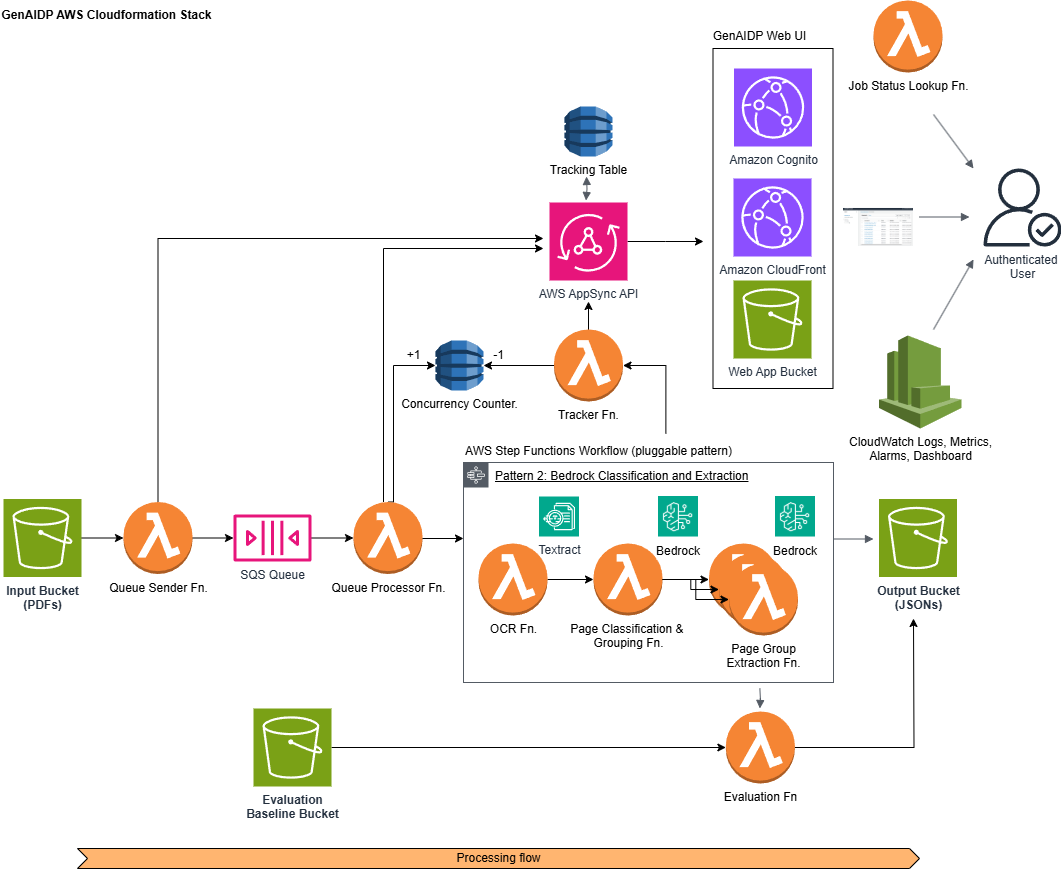 GenAIDP AWS Cloudformation Stack
GenAIDP Web UI
Job Status Lookup Fn.
Amazon Cognito
Tracking Table
Amazon CloudFront
Authenticated
User
AWS AppSync API
+1
-1
Web App Bucket
Concurrency Counter.
Tracker Fn.
CloudWatch Logs, Metrics,
Alarms, Dashboard
AWS Step Functions Workflow (pluggable pattern)
Pattern 2: Bedrock Classification and Extraction
Textract
Bedrock
Bedrock
Input Bucket
(PDFs)
Queue Sender Fn.
SQS Queue
Queue Processor Fn.
OCR Fn.
Page Classification &
Grouping Fn.
Page Group
Extraction Fn.
Output Bucket
(JSONs)
Evaluation
Baseline Bucket
Evaluation Fn
Processing flow